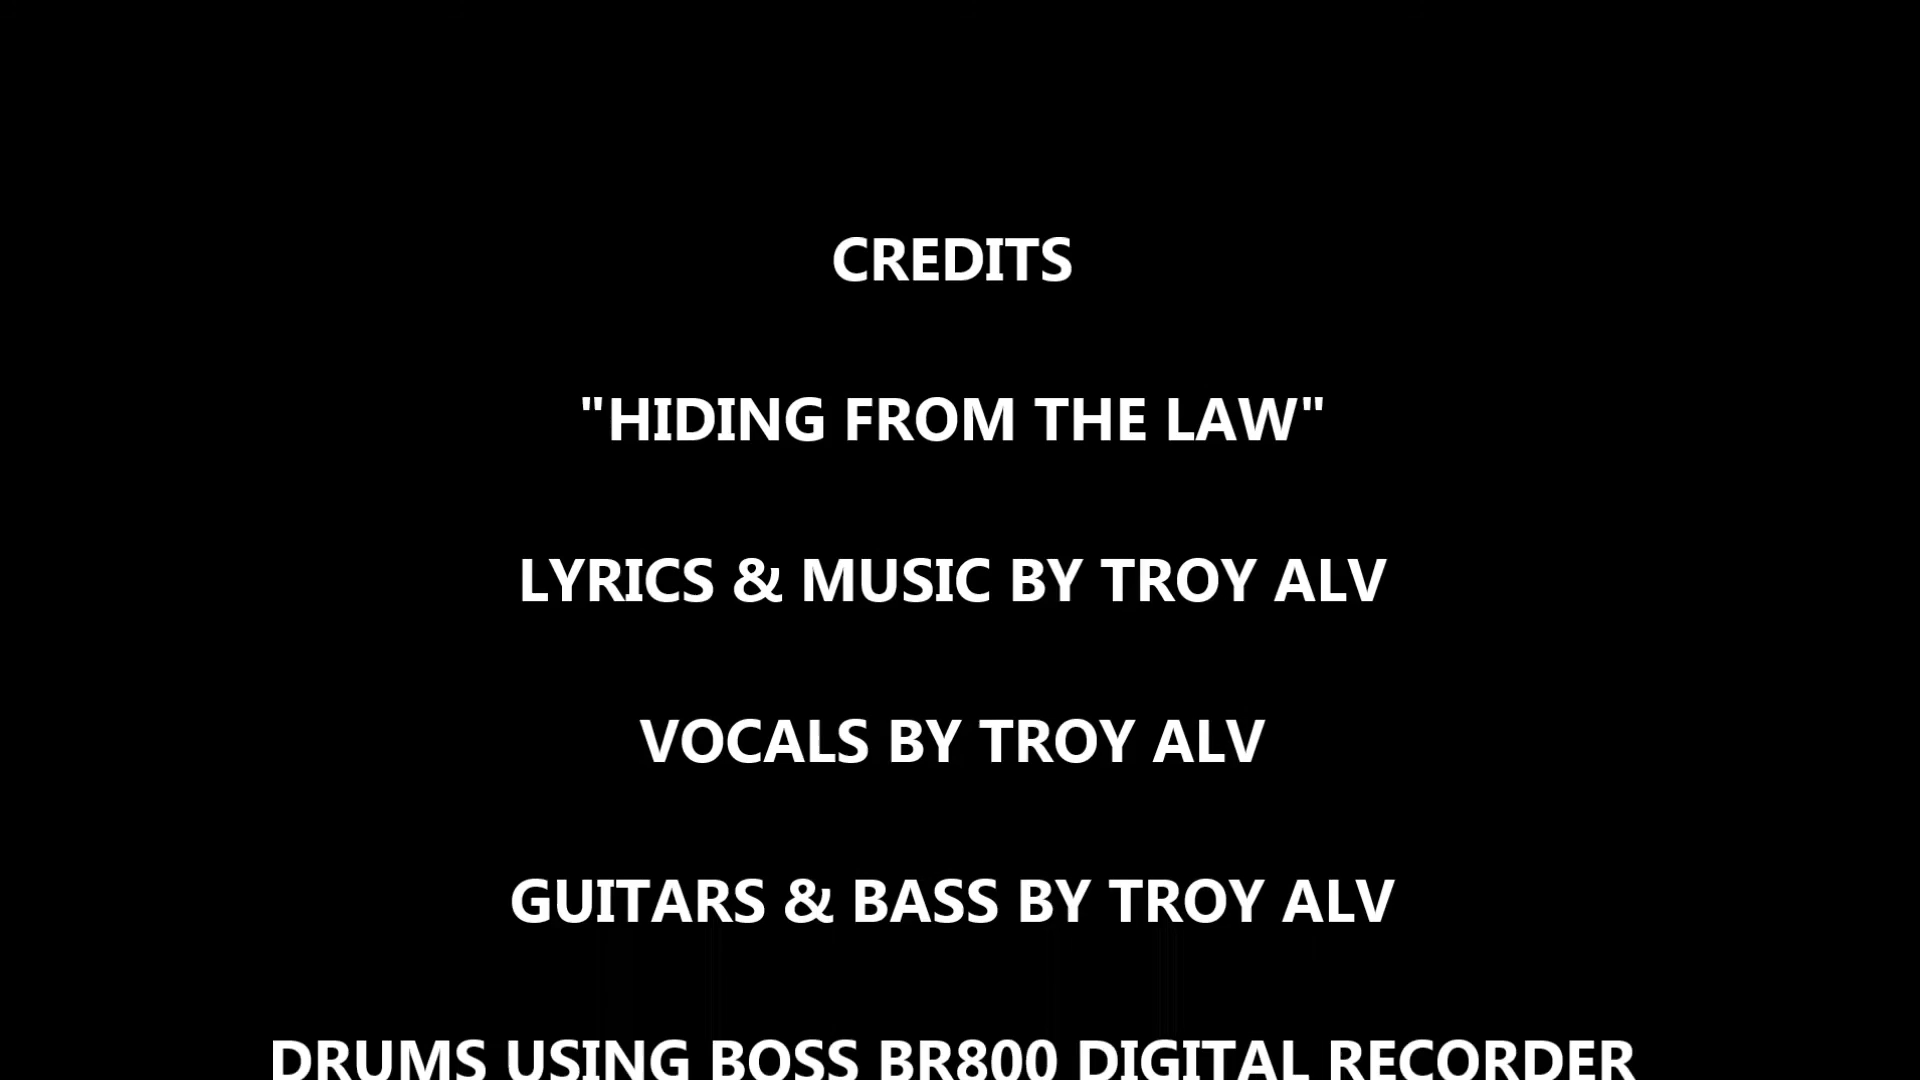 CREDITS
"HIDING FROM THE LAW"
LYRICS & MUSIC BY TROY ALV
VOCALS BY TROY ALV
GUITARS & BASS BY TROY ALV
DRUMS USING BOSS BR800 DIGITAL RECORDER